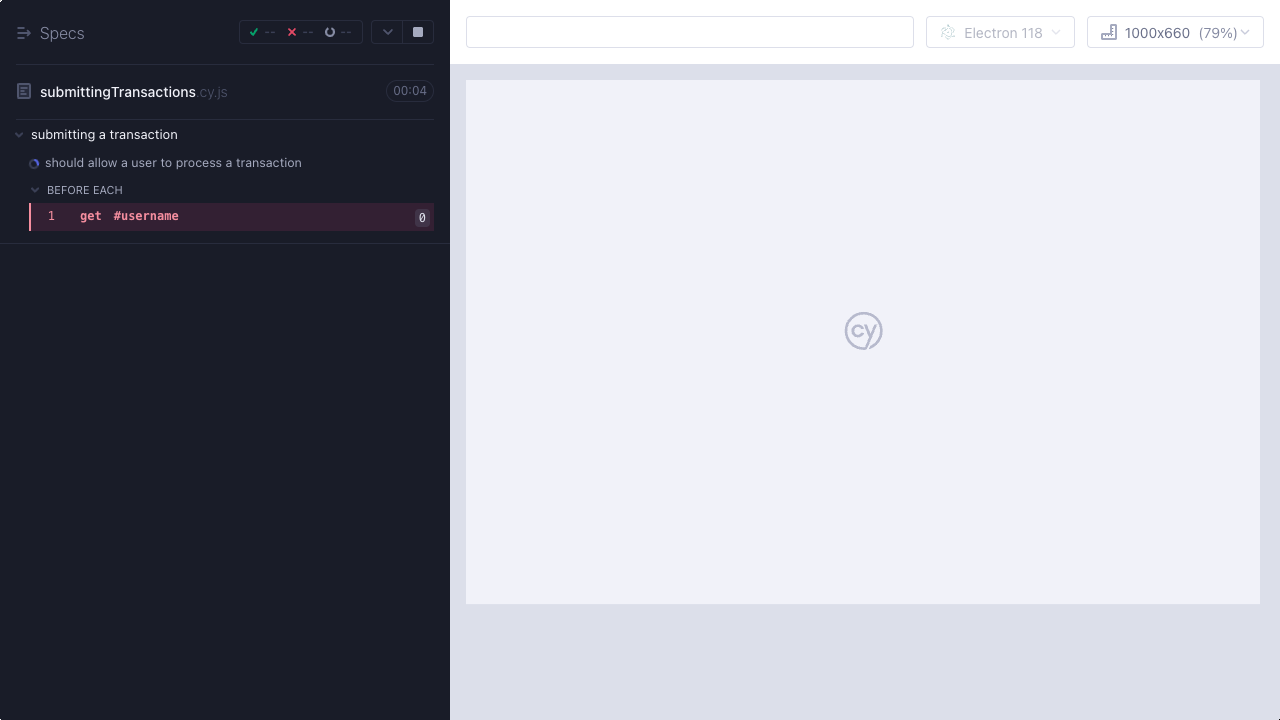 Specs
-- -- --
submittingTransactions.cy.js 00:04
submitting a transaction
should allow a user to process a transaction
BEFORE EACH
1 get #username 0
Electron 118
1000x660 (79%)
cy